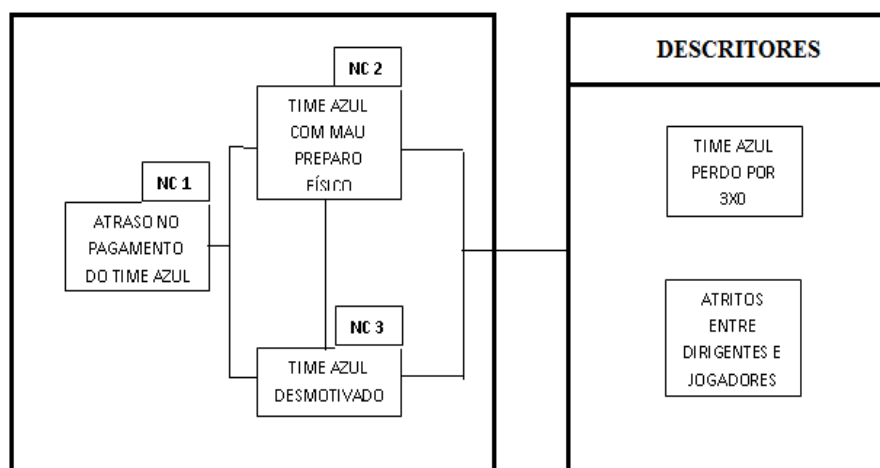 NC 2
TIME AZUL
COM MAU
PREPARO
FÍSICO
NC 1
ATRASO NO
PAGAMENTO
DO TIME AZUL
NC 3
TIME AZUL
DESMOTIVADO
DESCRITORES
TIME AZUL
PERDO POR
3X0
ATRITOS
ENTRE
DIRIGENTES E
JOGADORES